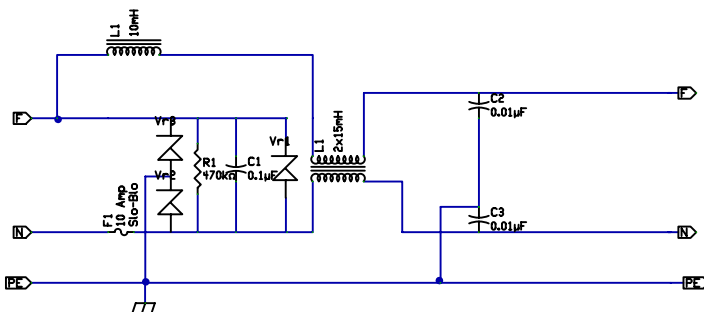 L1
10mH
F
Vr3
Vr2
R1
470kΩ
C1
0.1µF
Vr1
L1
2x15mH
C2
0.01µF
F
N
F1
10 Amp
Slo-Blo
C3
0.01µF
N
PE
PE